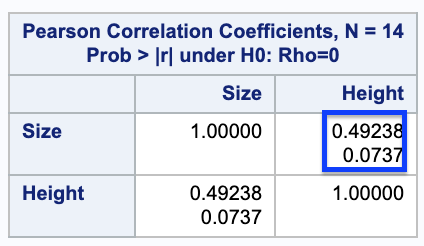 Pearson Correlation Coefficients, N = 14
Prob > |r| under H0: Rho=0
Size Height
Size 1.00000 0.49238
0.0737
Height 0.49238 1.00000
0.0737